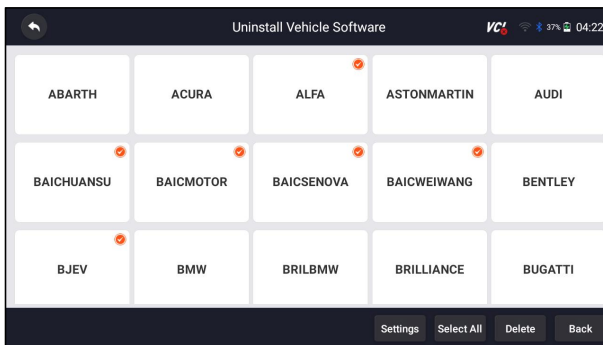 Uninstall Vehicle Software VCI 37% 04:22
ABARTH ACURA ALFA ASTONMARTIN AUDI
BAICHUANSU BAICMOTOR BAICSENOVA BAICWEIWANG BENTLEY
BJEV BMW BRILBMW BRILLIANCE BUGATTI
Settings Select All Delete Back